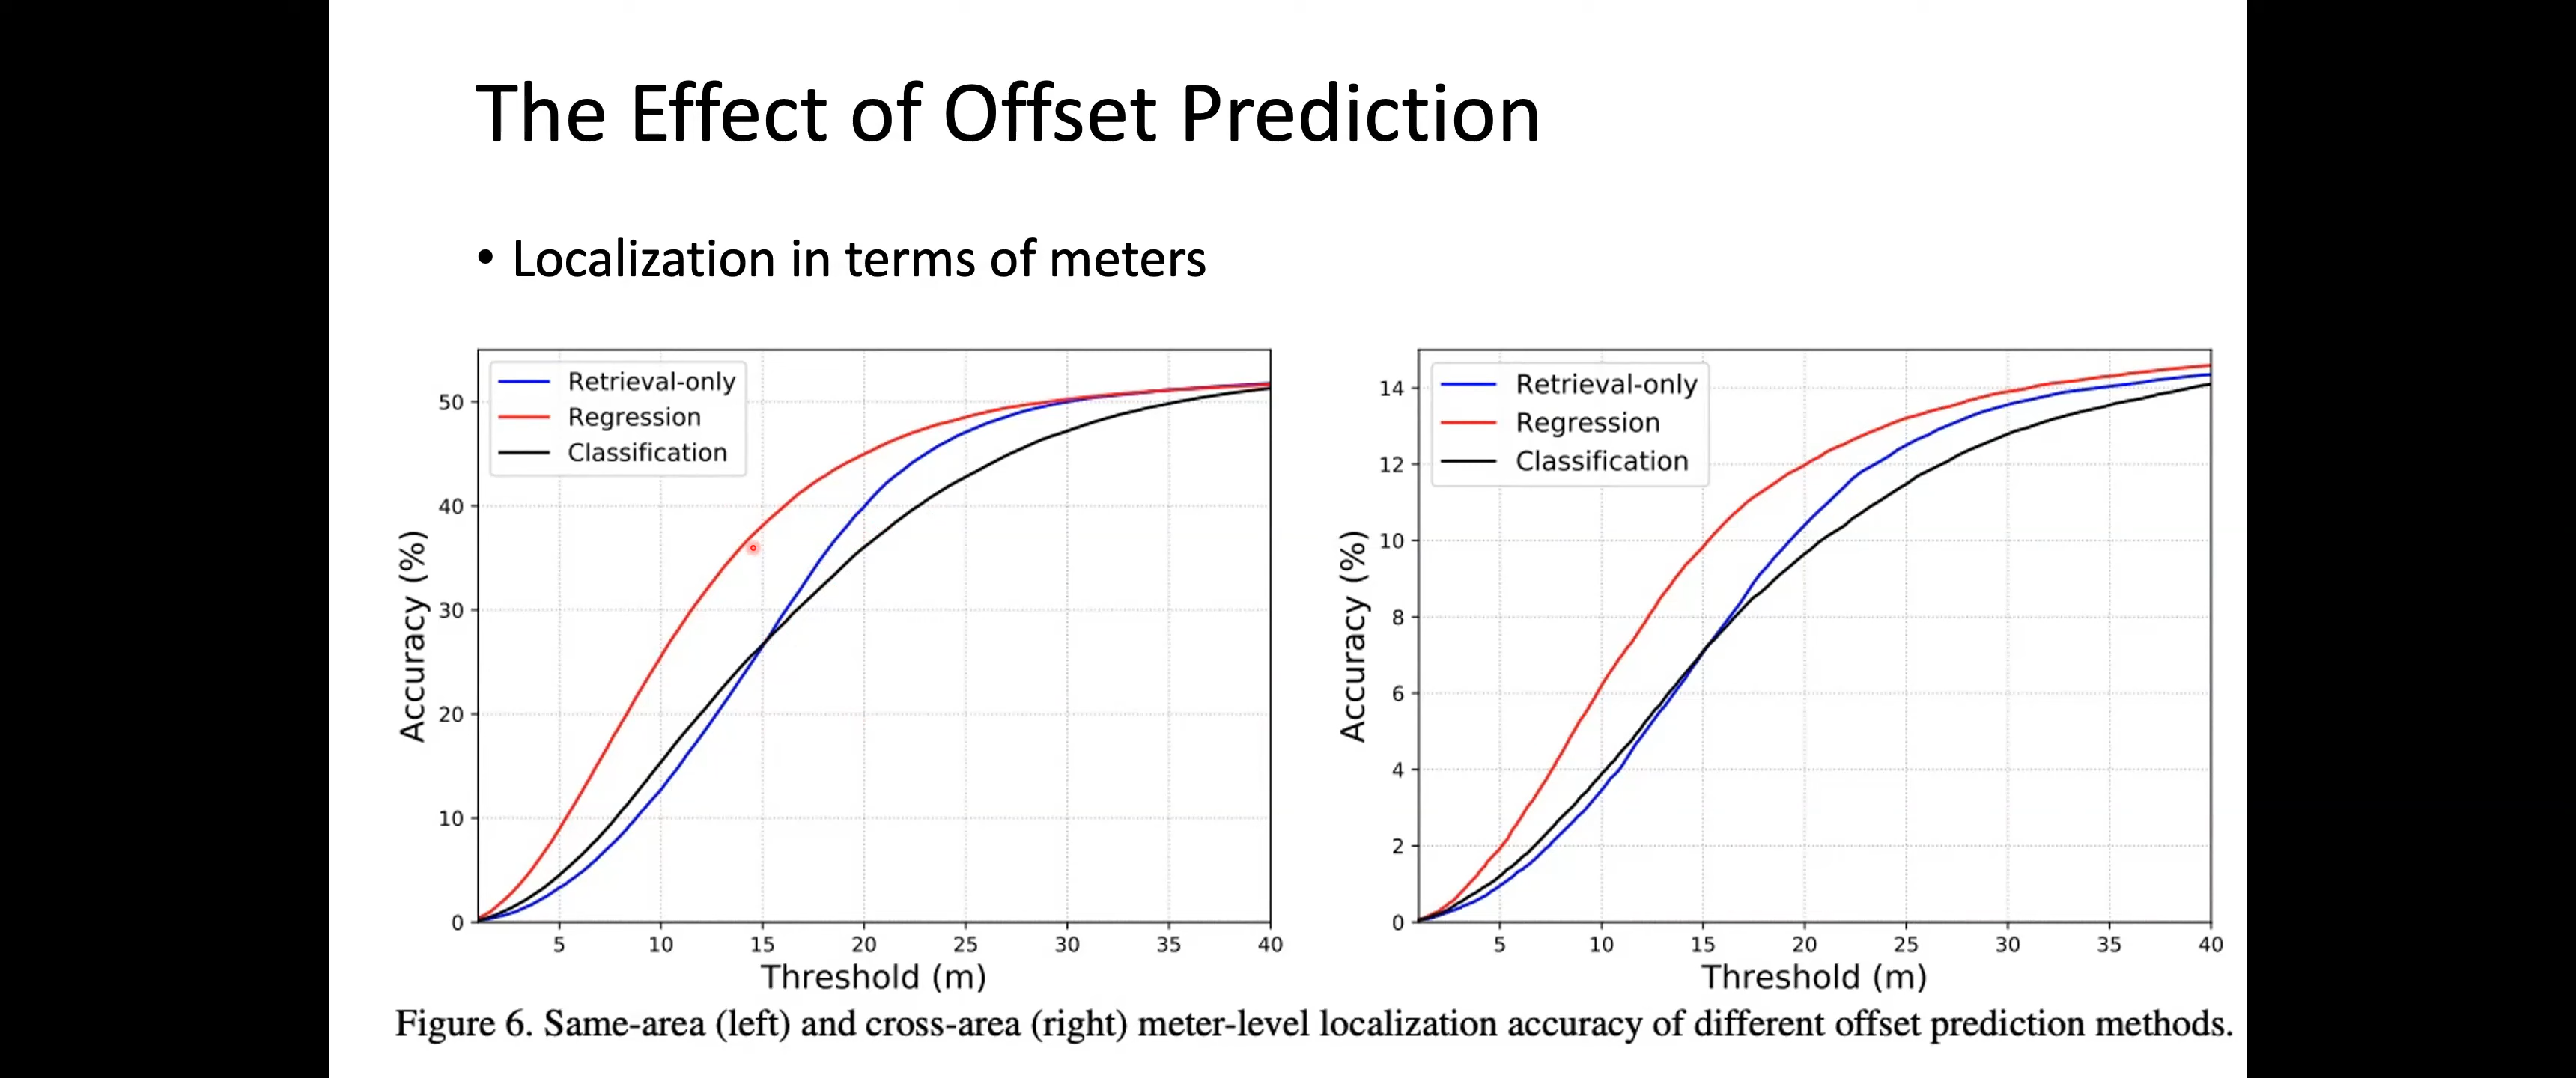 The Effect of Offset Prediction
• Localization in terms of meters
Retrieval-only
Regression
Classification
Accuracy (%)
50
40
30
20
10
0
5 10 15 20 25 30 35 40
Threshold (m)
Retrieval-only
Regression
Classification
Accuracy (%)
14
12
10
8
6
4
2
0
5 10 15 20 25 30 35 40
Threshold (m)
Figure 6. Same-area (left) and cross-area (right) meter-level localization accuracy of different offset prediction methods.